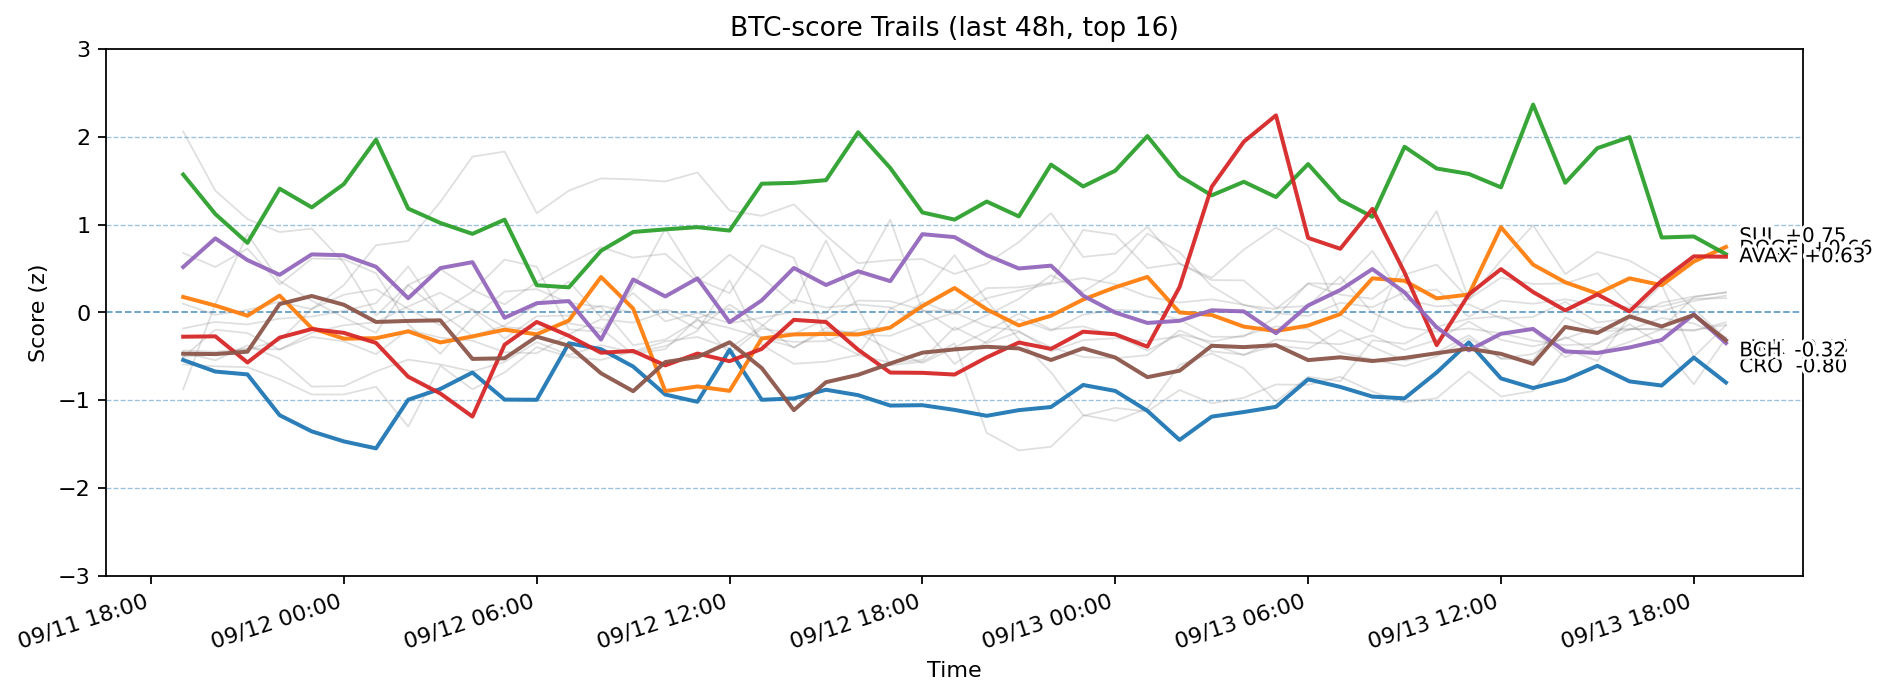 BTC-score Trails (last 48h, top 16)
3
2
1
0
−1
−2
−3
Score (z)
+0.75
AVAX +0.63
BCH -0.32
CRO -0.80
09/11 18:00
09/12 00:00
09/12 06:00
09/12 12:00
09/12 18:00
09/13 00:00
09/13 06:00
09/13 12:00
09/13 18:00
Time